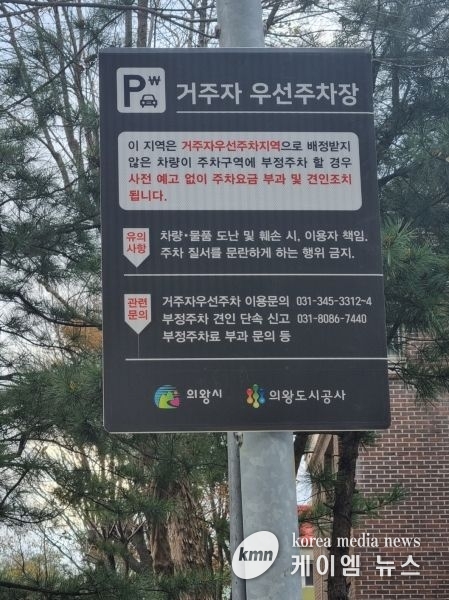 P ₩
거주자 우선주차장
이 지역은 거주자우선주차지역으로 배정받지
않은 차량이 주차구역에 부정주차 할 경우
사전 예고 없이 주차요금 부과 및 견인조치
됩니다.
유의
사항
차량·물품 도난 및 훼손 시, 이용자 책임.
주차 질서를 문란하게 하는 행위 금지.
관련
문의
거주자우선주차 이용문의 031-345-3312~4
부정주차 견인 단속 신고 031-8086-7440
부정주차료 부과 문의 등
의왕시 의왕도시공사
kmn korea media news
케이엠 뉴스